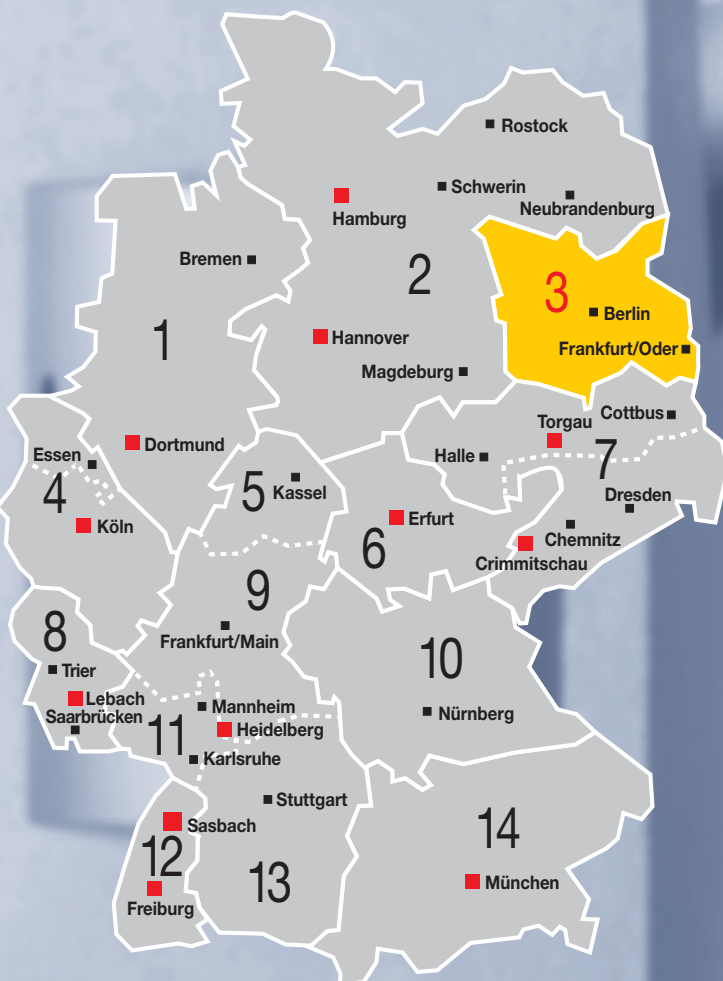 Rostock
Schwerin
Neubrandenburg
Hamburg
Bremen
2
3
Berlin
1
Hannover
Frankfurt/Oder
Magdeburg
Cottbus
Torgau
Dortmund
Essen
Halle
7
4
5
Kassel
Dresden
Köln
Erfurt
6
Chemnitz
Crimmitschau
9
8
Frankfurt/Main
10
Trier
Lebach
Mannheim
Saarbrücken
Nürnberg
11
Heidelberg
Karlsruhe
Stuttgart
Sasbach
14
12
13
München
Freiburg